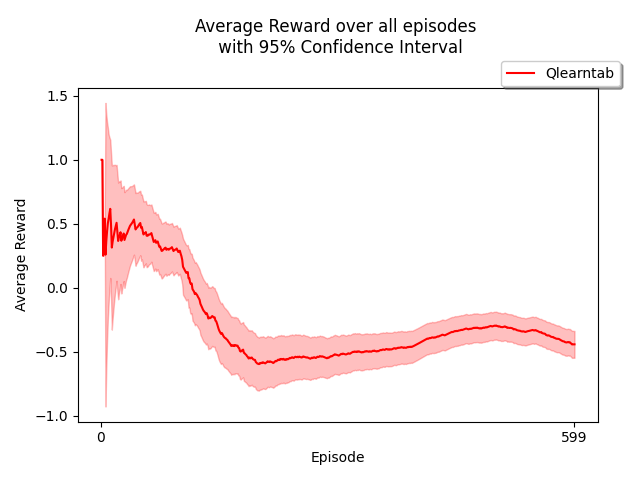 Average Reward over all episodes
with 95% Confidence Interval
Qlearntab
1.5
1.0
0.5
0.0
−0.5
−1.0
Average Reward
0
599
Episode